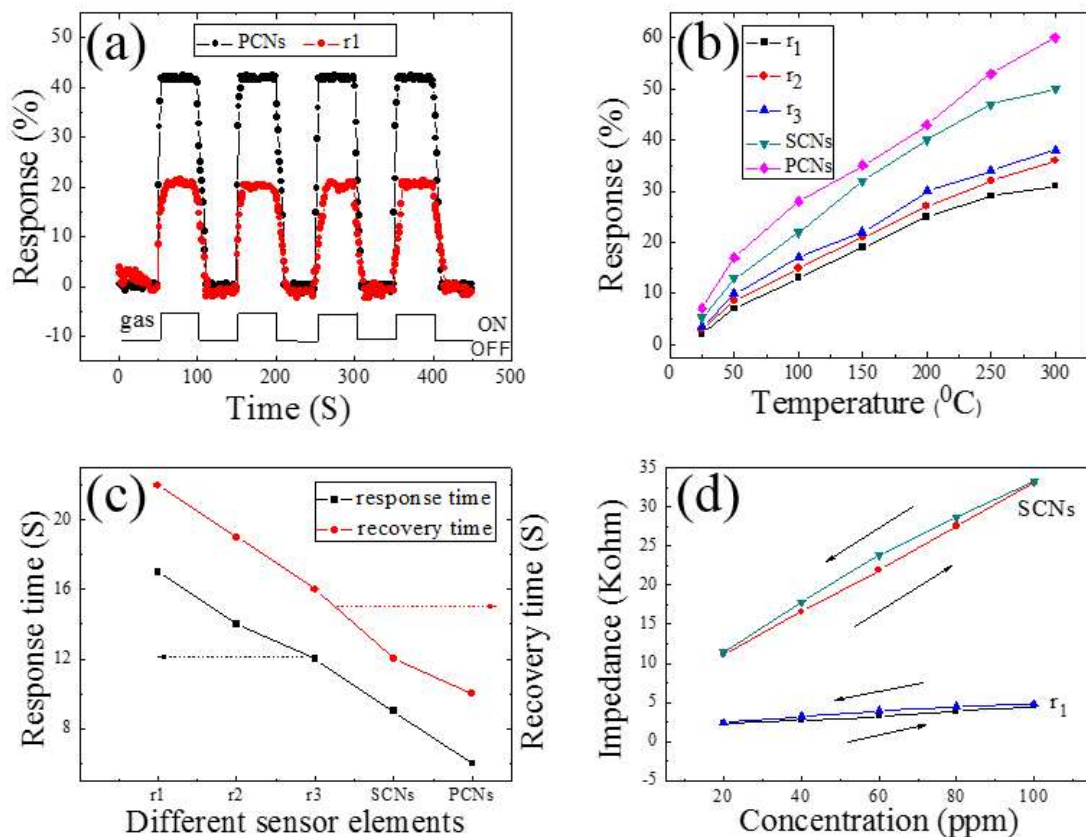 (a)
PCNs r1
Response (%)
50
40
30
20
10
0
-10
gas
ON
OFF
0 100 200 300 400 500
Time (S)
(b)
r1
r2
r3
SCNs
PCNs
Response (%)
60
50
40
30
20
10
0
0 50 100 150 200 250 300
Temperature (⁰C)
(c)
response time
recovery time
Response time (S)
20
16
12
8
Recovery time (S)
r1 r2 r3 SCNs PCNs
Different sensor elements
(d)
SCNs
r1
Impedance (Kohm)
35
30
25
20
15
10
5
0
-5
20 40 60 80 100
Concentration (ppm)